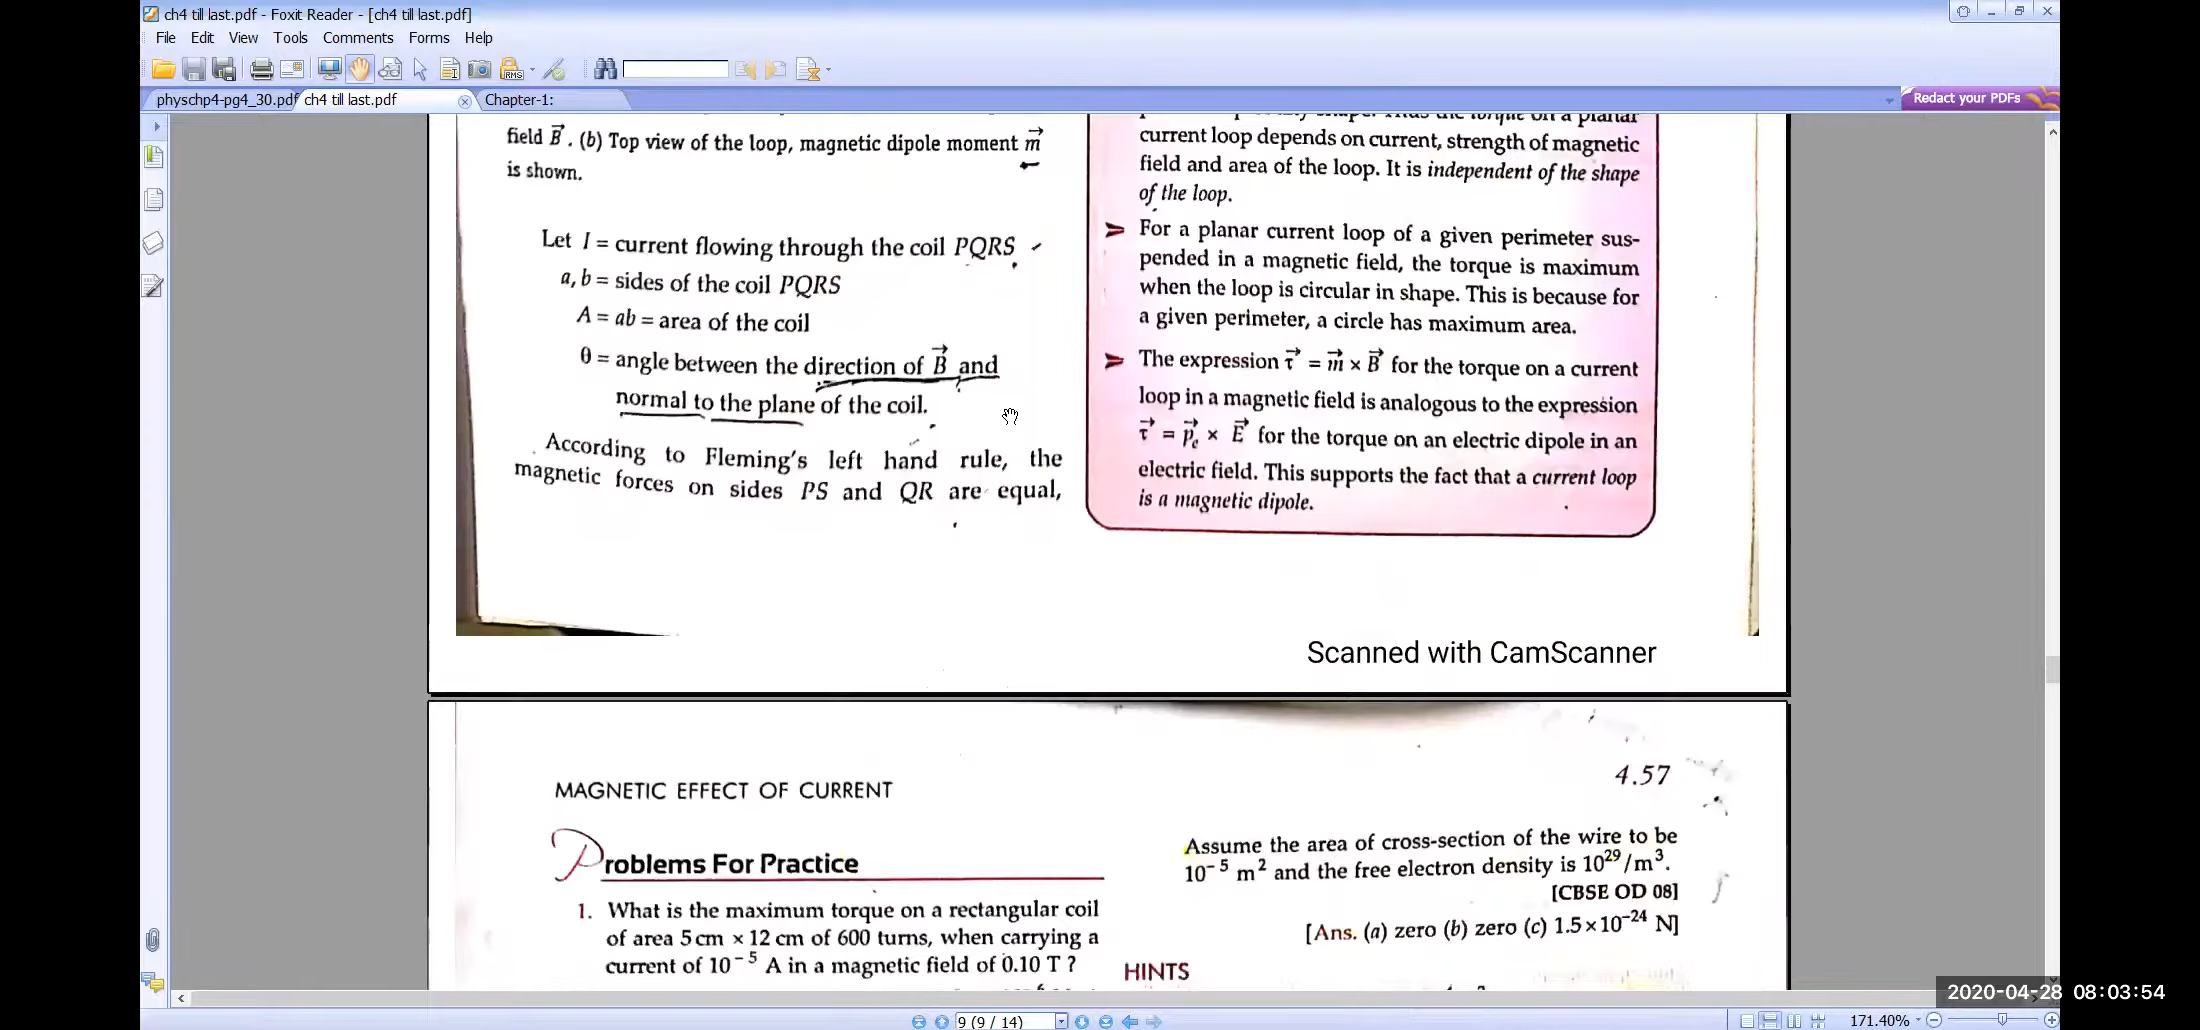 ch4 till last.pdf - Foxit Reader - [ch4 till last.pdf]
File Edit View Tools Comments Forms Help
physchp4-pg4_30.pdf ch4 till last.pdf Chapter-1:
Redact your PDFs
field B⃗ . (b) Top view of the loop, magnetic dipole moment m⃗
is shown.
Let I = current flowing through the coil PQRS
a, b = sides of the coil PQRS
A = ab = area of the coil
θ = angle between the direction of B⃗ and
normal to the plane of the coil.
According to Fleming's left hand rule, the
magnetic forces on sides PS and QR are equal,
current loop depends on current, strength of magnetic
field and area of the loop. It is independent of the shape
of the loop.
➢ For a planar current loop of a given perimeter sus-
pended in a magnetic field, the torque is maximum
when the loop is circular in shape. This is because for
a given perimeter, a circle has maximum area.
➢ The expression τ⃗ = m⃗ × B⃗ for the torque on a current
loop in a magnetic field is analogous to the expression
τ⃗ = p⃗e × E⃗ for the torque on an electric dipole in an
electric field. This supports the fact that a current loop
is a magnetic dipole.
Scanned with CamScanner
MAGNETIC EFFECT OF CURRENT
4.57
Problems For Practice
1. What is the maximum torque on a rectangular coil
of area 5 cm × 12 cm of 600 turns, when carrying a
current of 10⁻⁵ A in a magnetic field of 0.10 T ?
Assume the area of cross-section of the wire to be
10⁻⁵ m² and the free electron density is 10²⁹/m³.
[CBSE OD 08]
[Ans. (a) zero (b) zero (c) 1.5×10⁻²⁴ N]
HINTS
2020-04-28 08:03:54
9 (9 / 14)
171.40%